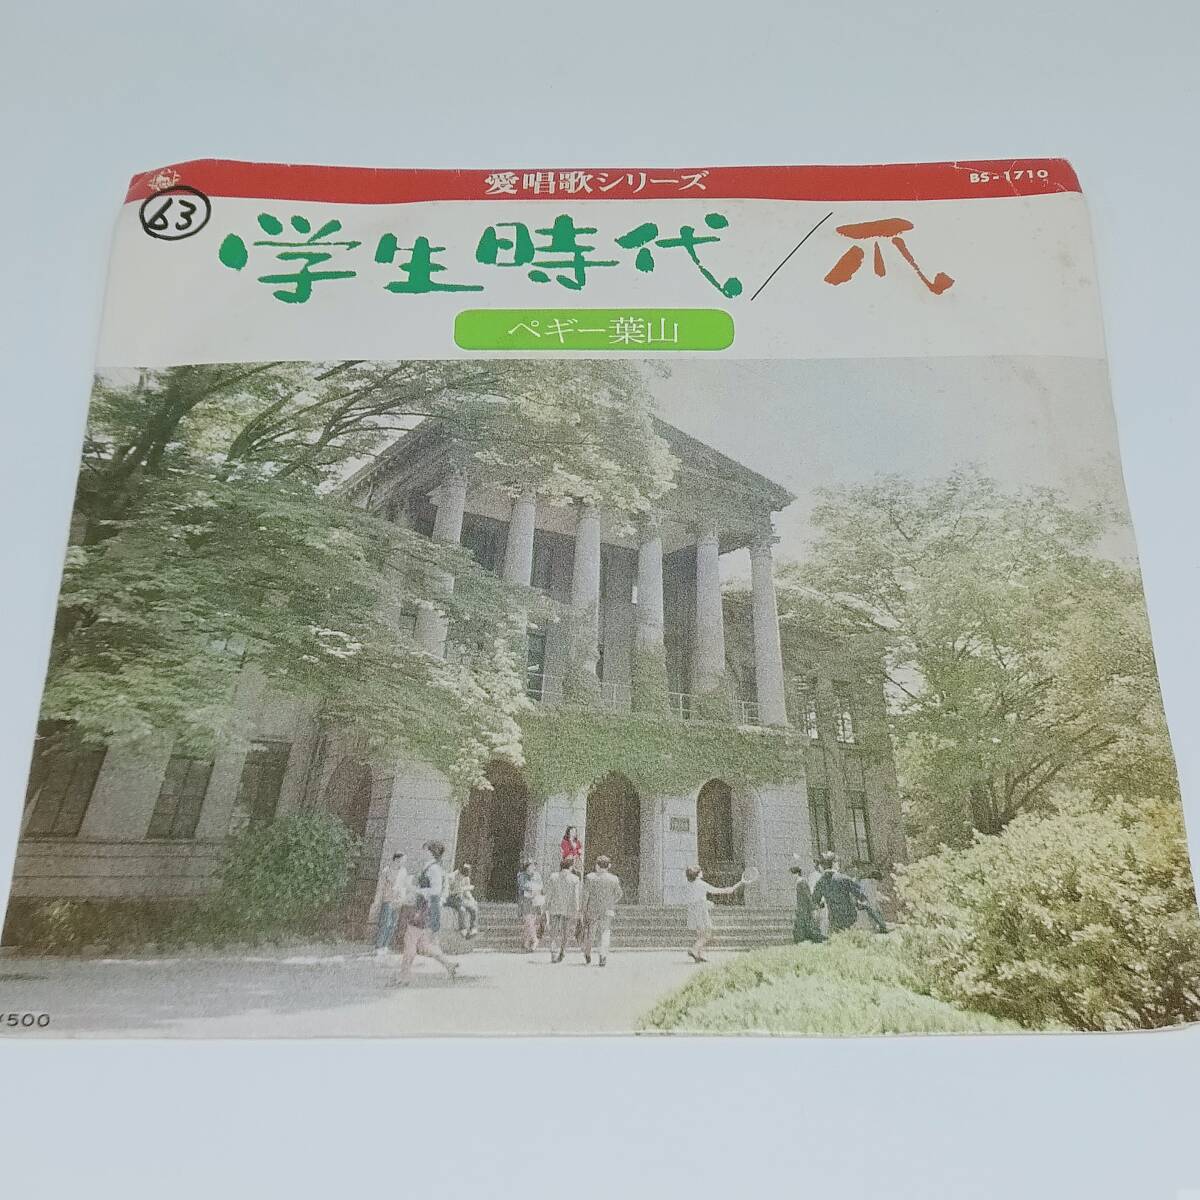 愛唱歌シリーズ
BS-1710
63
学生時代/爪
ペギー葉山
¥500